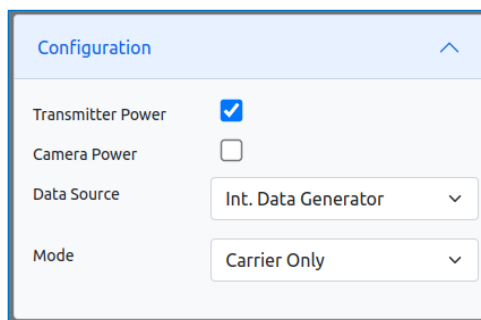 Configuration
Transmitter Power
Camera Power
Data Source Int. Data Generator
Mode Carrier Only